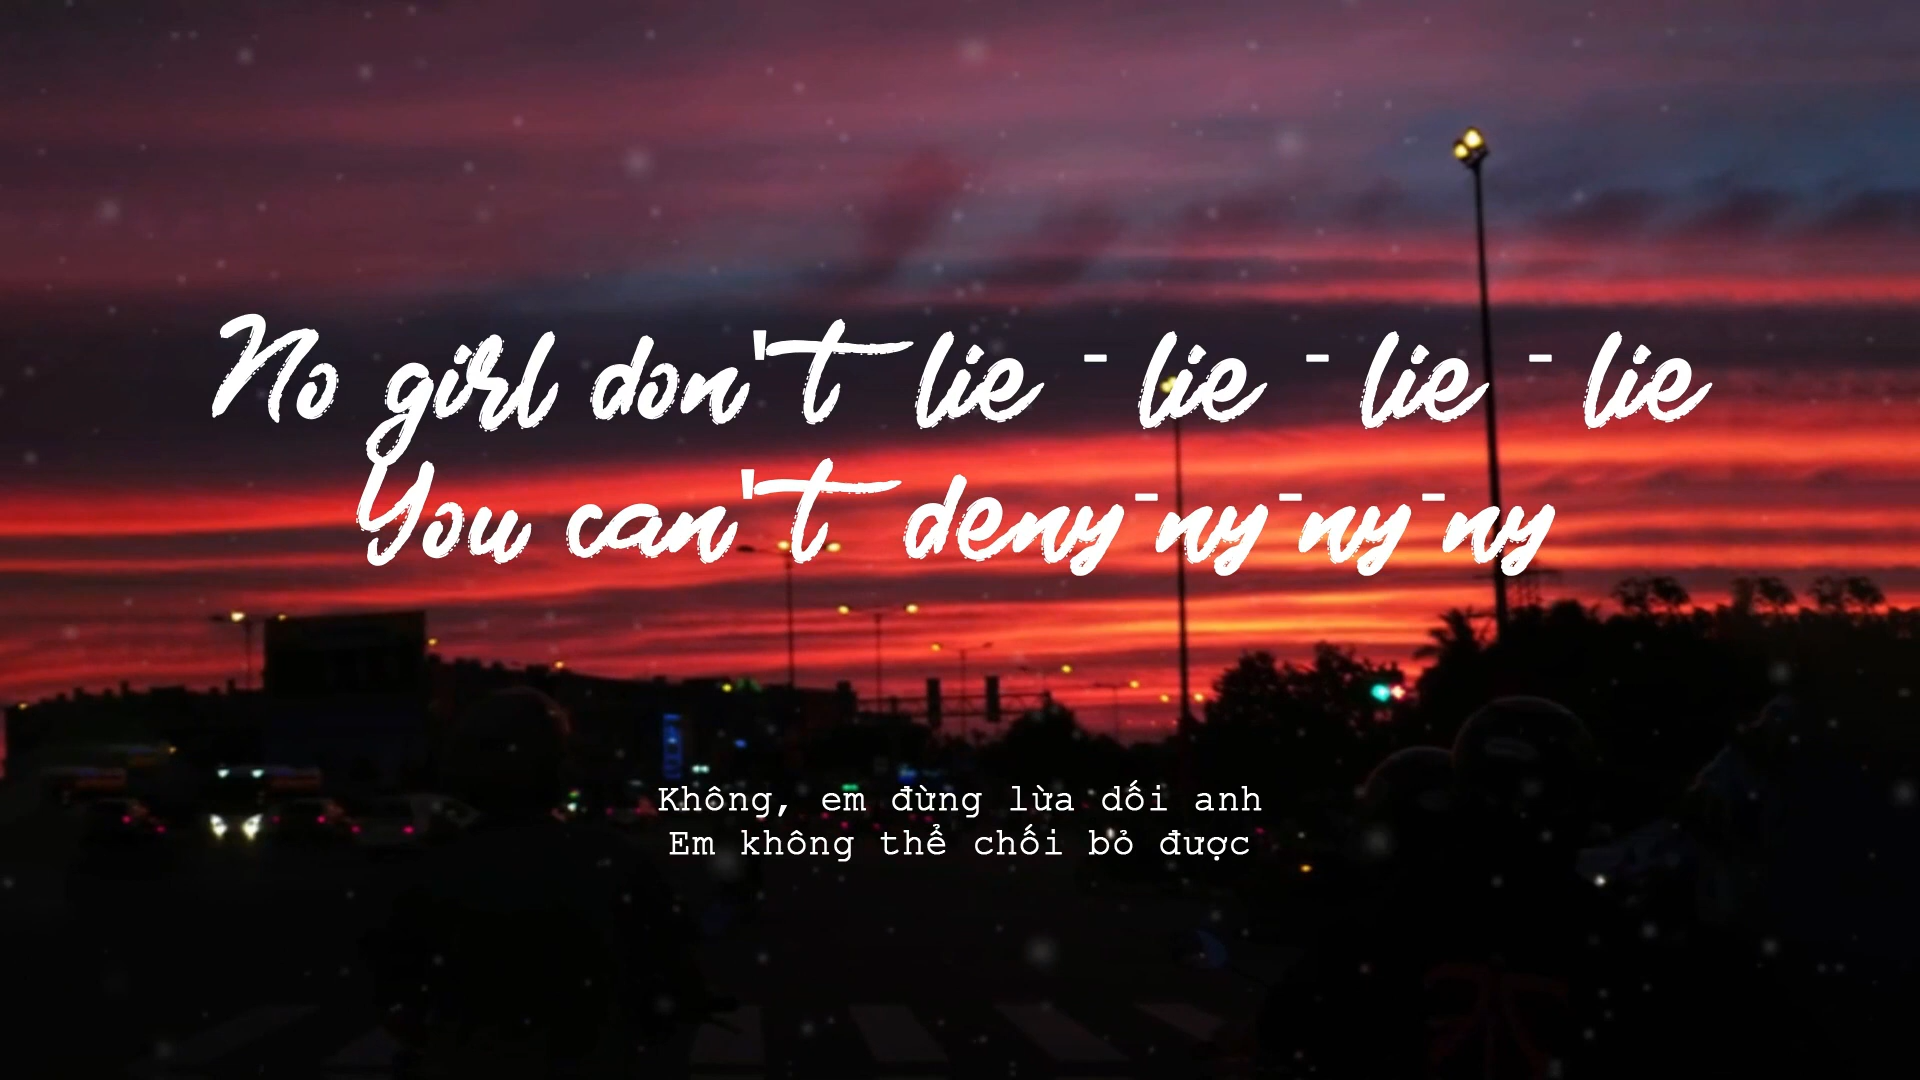 No girl don't lie - lie - lie - lie
You can't deny-ny-ny-ny
Không, em đừng lừa dối anh
Em không thể chối bỏ được